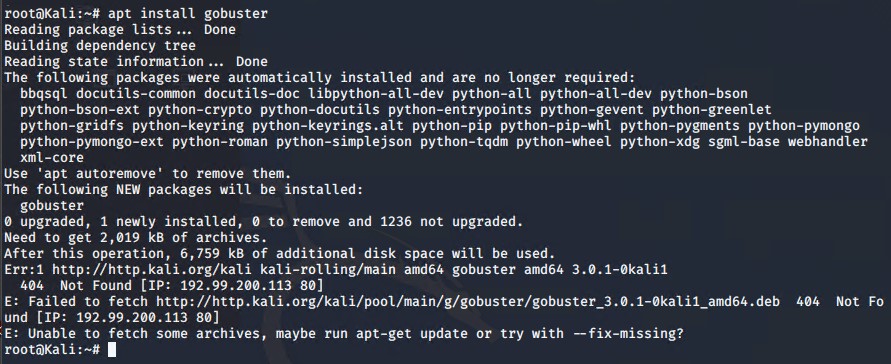 root@Kali:~# apt install gobuster
Reading package lists... Done
Building dependency tree
Reading state information... Done
The following packages were automatically installed and are no longer required:
  bbqsql docutils-common docutils-doc libpython-all-dev python-all python-all-dev python-bson
  python-bson-ext python-crypto python-docutils python-entrypoints python-gevent python-greenlet
  python-gridfs python-keyring python-keyrings.alt python-pip python-pip-whl python-pygments python-pymongo
  python-pymongo-ext python-roman python-simplejson python-tqdm python-wheel python-xdg sgml-base webhandler
  xml-core
Use 'apt autoremove' to remove them.
The following NEW packages will be installed:
  gobuster
0 upgraded, 1 newly installed, 0 to remove and 1236 not upgraded.
Need to get 2,019 kB of archives.
After this operation, 6,759 kB of additional disk space will be used.
Err:1 http://http.kali.org/kali kali-rolling/main amd64 gobuster amd64 3.0.1-0kali1
  404  Not Found [IP: 192.99.200.113 80]
E: Failed to fetch http://http.kali.org/kali/pool/main/g/gobuster/gobuster_3.0.1-0kali1_amd64.deb  404  Not Fo
und [IP: 192.99.200.113 80]
E: Unable to fetch some archives, maybe run apt-get update or try with --fix-missing?
root@Kali:~#